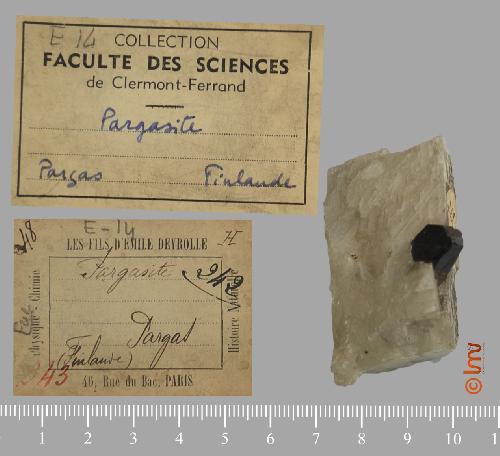 E 14
COLLECTION
FACULTE DES SCIENCES
de Clermont-Ferrand
Pargasite
Pargas Finlande
E-14
LES FILS D'EMILE DEYROLLE H
Pargasite
Pargas
(Finlande)
46, Rue du Bac, PARIS
Physique Chimie
Histoire Naturelle
© lmv
0 1 2 3 4 5 6 7 8 9 10